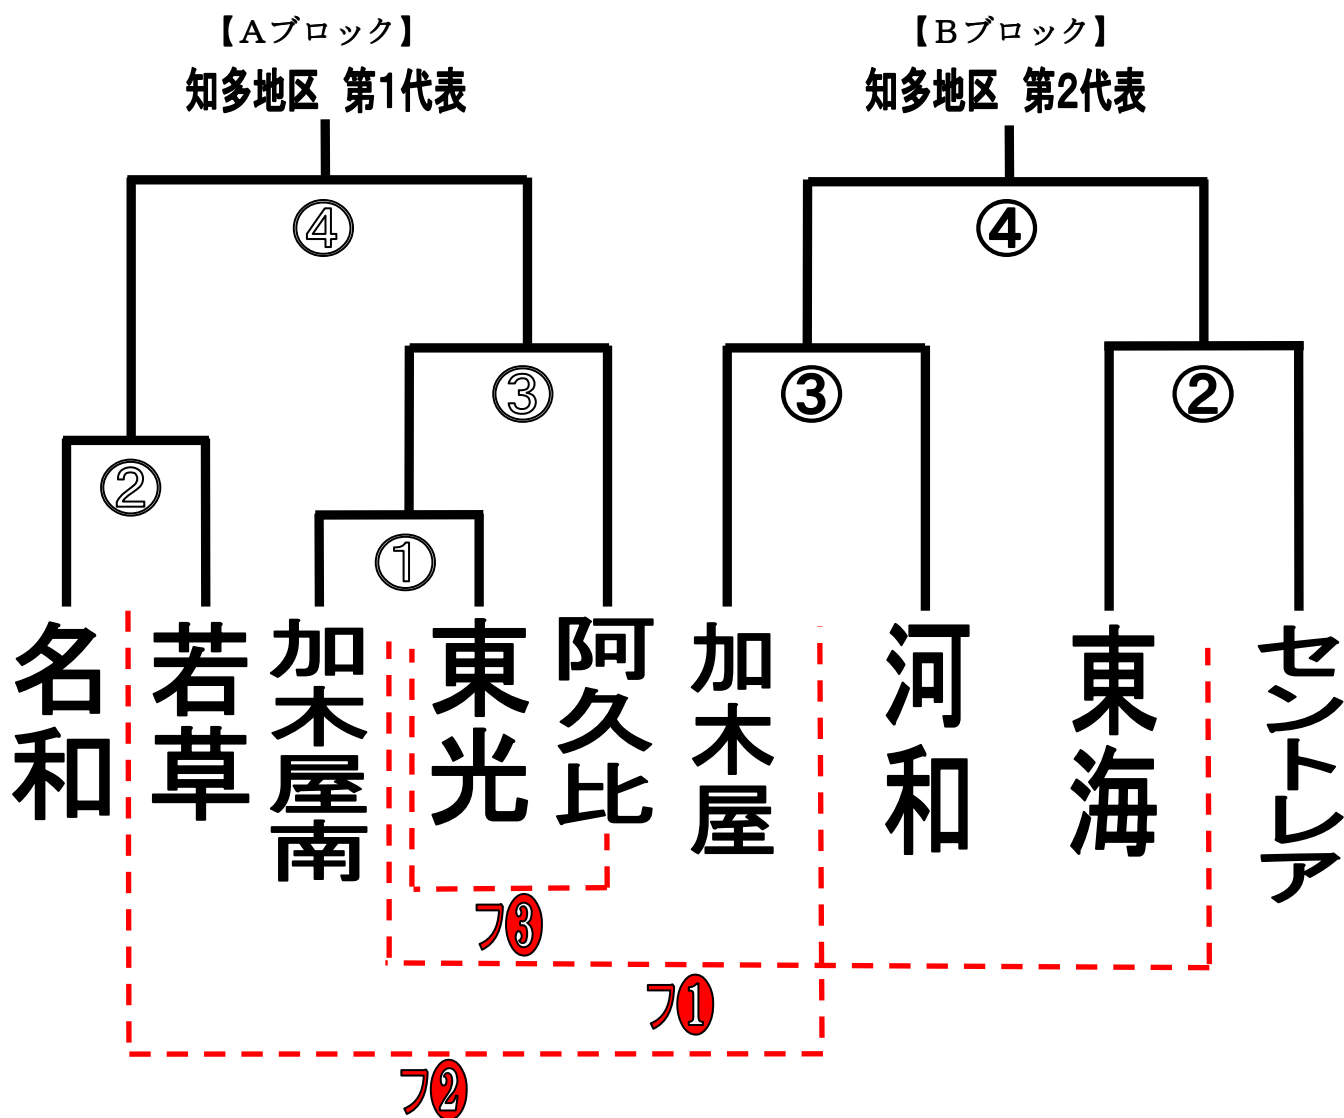 【Aブロック】
知多地区 第1代表
【Bブロック】
知多地区 第2代表
④
④
③
③
②
②
①
名和
若草
加木屋南
東光
阿久比
加木屋
河和
東海
セントレア
フ❸
フ❶
フ❷